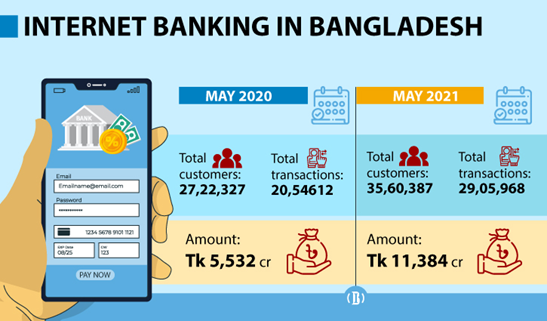 INTERNET BANKING IN BANGLADESH
BANK
Email
Emailname@email.com
Password
************
1234 5678 9101 1121
EXP Date
CVV
08/25
123
PAY NOW
MAY 2020
Total
customers:
27,22,327
Total
transactions:
20,54612
Amount:
৳
Tk 5,532 cr
MAY 2021
Total
customers:
35,60,387
Total
transactions:
29,05,968
Amount:
৳
Tk 11,384 cr
B